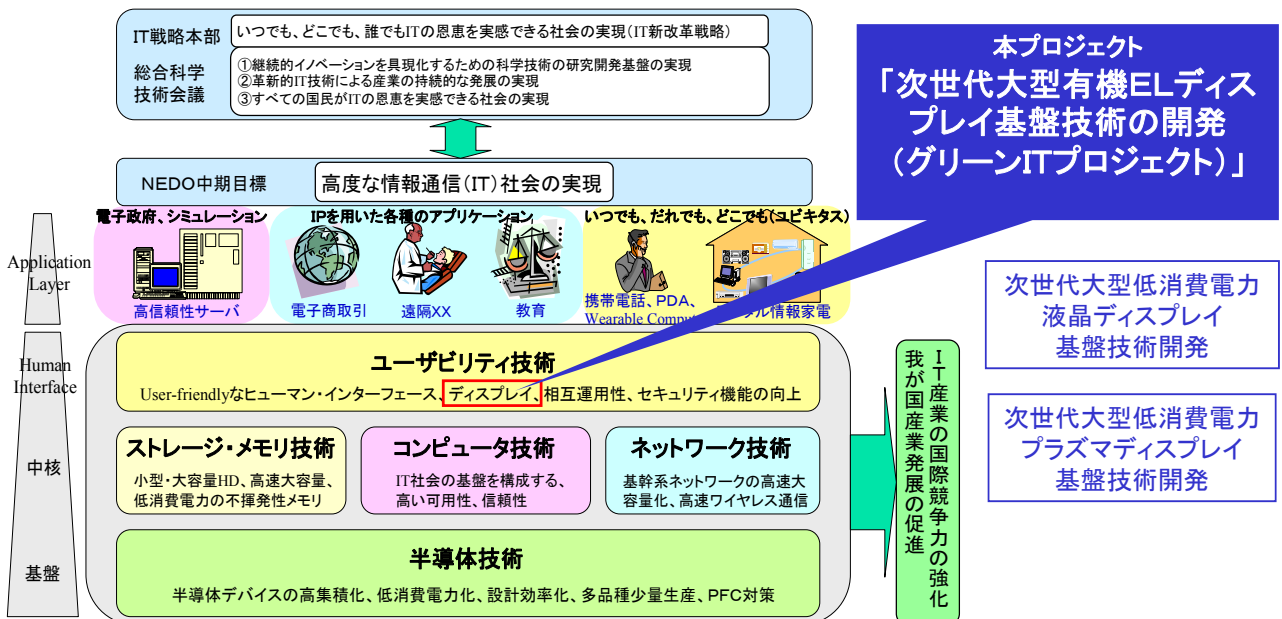 IT戦略本部
いつでも、どこでも、誰でもITの恩恵を実感できる社会の実現(IT新改革戦略)
総合科学
技術会議
①継続的イノベーションを具現化するための科学技術の研究開発基盤の実現
②革新的IT技術による産業の持続的な発展の実現
③すべての国民がITの恩恵を実感できる社会の実現
本プロジェクト
「次世代大型有機ELディス
プレイ基盤技術の開発
(グリーンITプロジェクト)」
NEDO中期目標
高度な情報通信(IT)社会の実現
Application
Layer
電子政府、シミュレーション
高信頼性サーバ
IPを用いた各種のアプリケーション
電子商取引
遠隔XX
教育
いつでも、だれでも、どこでも(ユビキタス)
携帯電話、PDA、
Wearable Comput
ル情報家電
次世代大型低消費電力
液晶ディスプレイ
基盤技術開発
次世代大型低消費電力
プラズマディスプレイ
基盤技術開発
Human
Interface
ユーザビリティ技術
User-friendlyなヒューマン・インターフェース、ディスプレイ、相互運用性、セキュリティ機能の向上
中核
ストレージ・メモリ技術
小型・大容量HD、高速大容量、
低消費電力の不揮発性メモリ
コンピュータ技術
IT社会の基盤を構成する、
高い可用性、信頼性
ネットワーク技術
基幹系ネットワークの高速大
容量化、高速ワイヤレス通信
基盤
半導体技術
半導体デバイスの高集積化、低消費電力化、設計効率化、多品種少量生産、PFC対策
IT産業の国際競争力の強化
我が国産業発展の促進